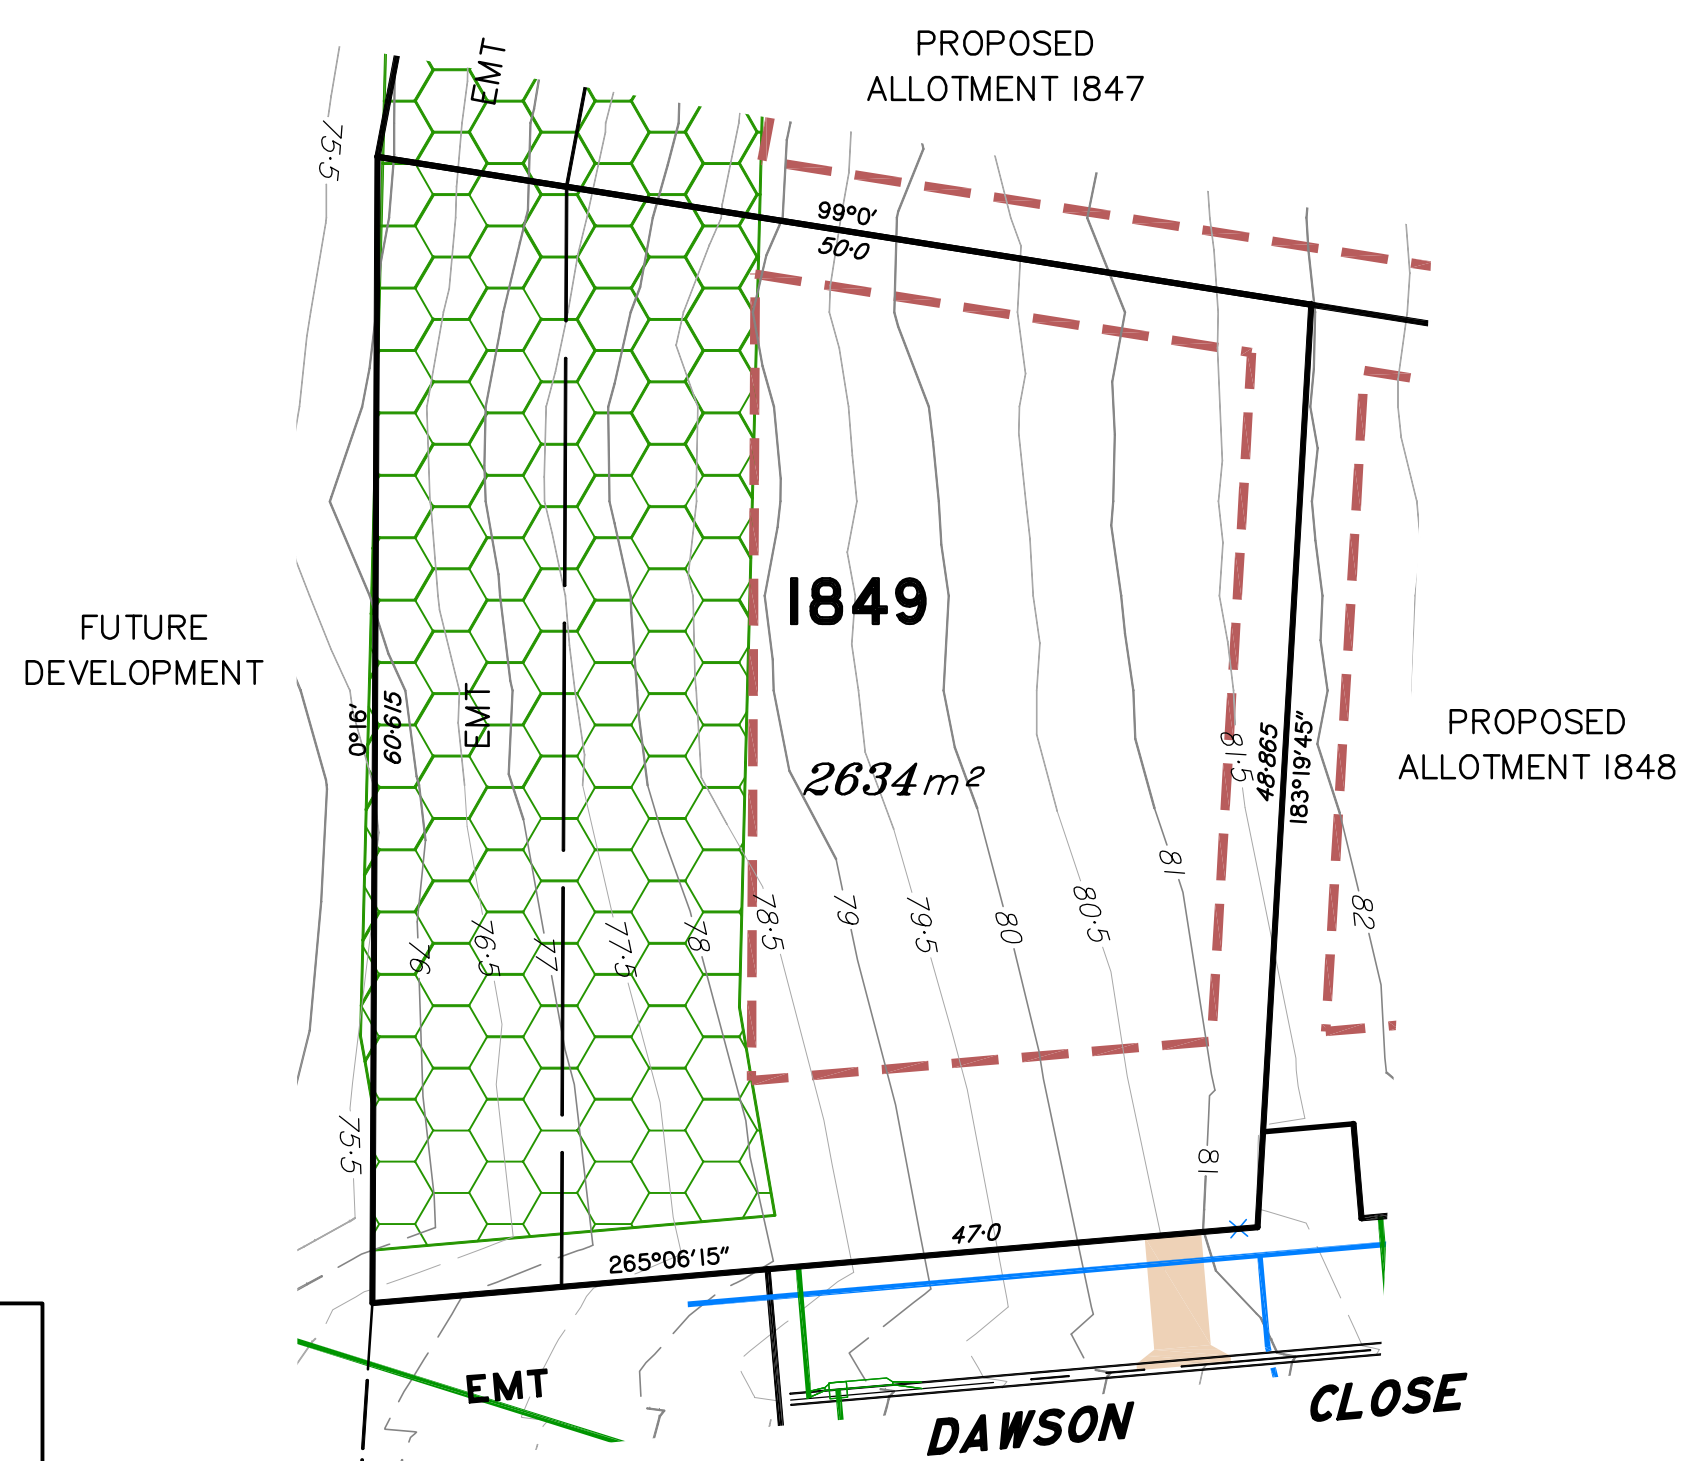 EMT
PROPOSED
ALLOTMENT 1847
75·5
99°0'
50·0
1849
FUTURE
DEVELOPMENT
0°16'
60·615
EMT
2634 m²
81·5
48·865
183°19'45"
PROPOSED
ALLOTMENT 1848
76
76·5
77
77·5
78
78·5
79
79·5
80
80·5
81
82
75·5
81
265°06'15"
47·0
EMT
DAWSON CLOSE